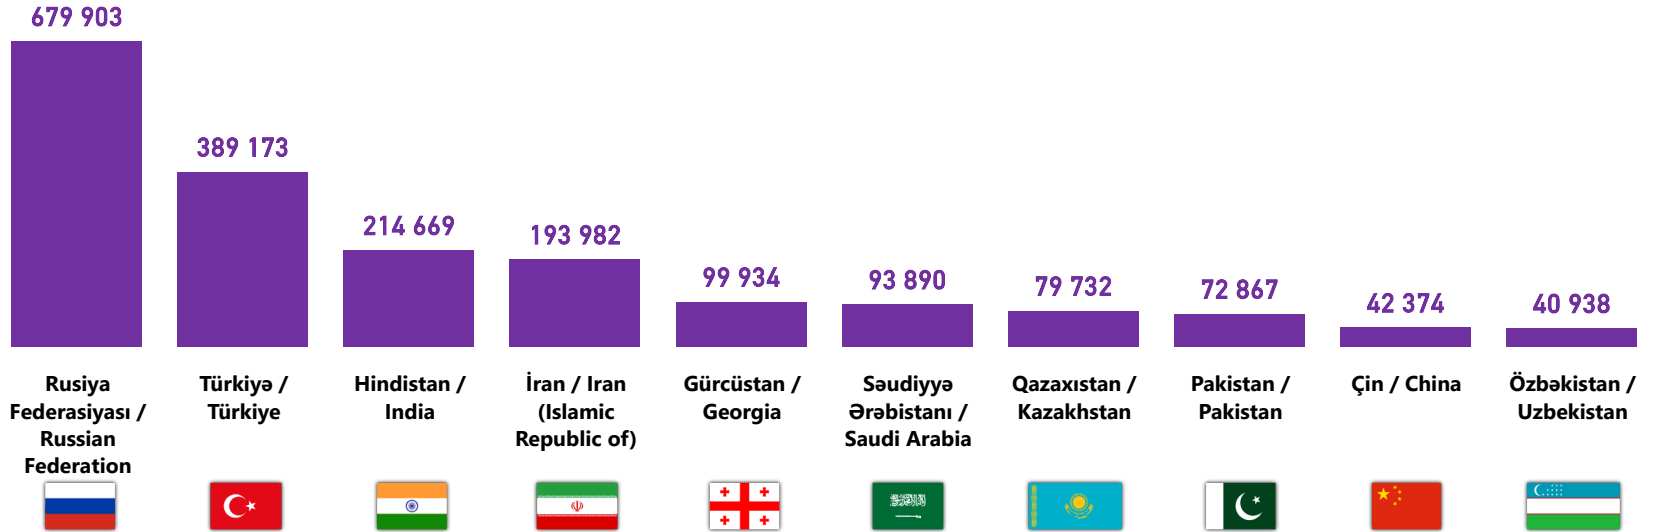 679 903
389 173
214 669
193 982
99 934
93 890
79 732
72 867
42 374
40 938
Rusiya
Federasiyası /
Russian
Federation
Türkiyə /
Türkiye
Hindistan /
India
İran / Iran
(Islamic
Republic of)
Gürcüstan /
Georgia
Səudiyyə
Ərəbistanı /
Saudi Arabia
Qazaxıstan /
Kazakhstan
Pakistan /
Pakistan
Çin / China
Özbəkistan /
Uzbekistan